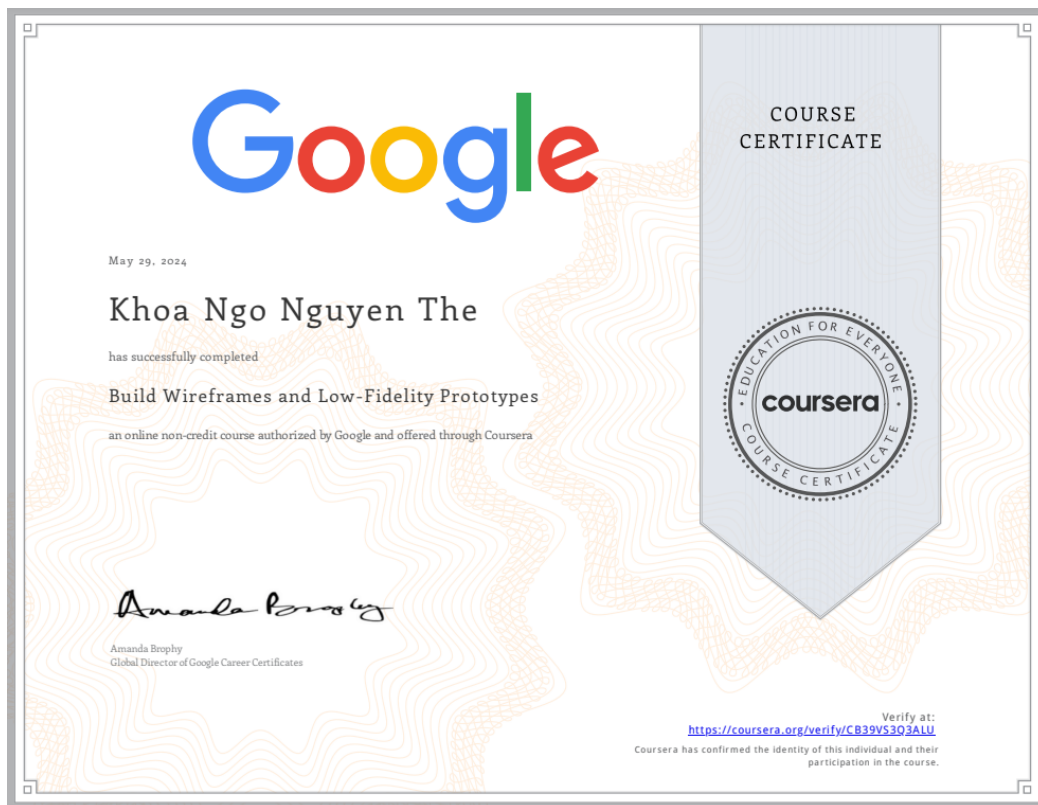 Google
COURSE
CERTIFICATE
May 29, 2024
Khoa Ngo Nguyen The
has successfully completed
Build Wireframes and Low-Fidelity Prototypes
an online non-credit course authorized by Google and offered through Coursera
EDUCATION FOR EVERYONE
coursera
COURSE CERTIFICATE
Amanda Brophy
Amanda Brophy
Global Director of Google Career Certificates
Verify at:
https://coursera.org/verify/CB39VS3Q3ALU
Coursera has confirmed the identity of this individual and their
participation in the course.